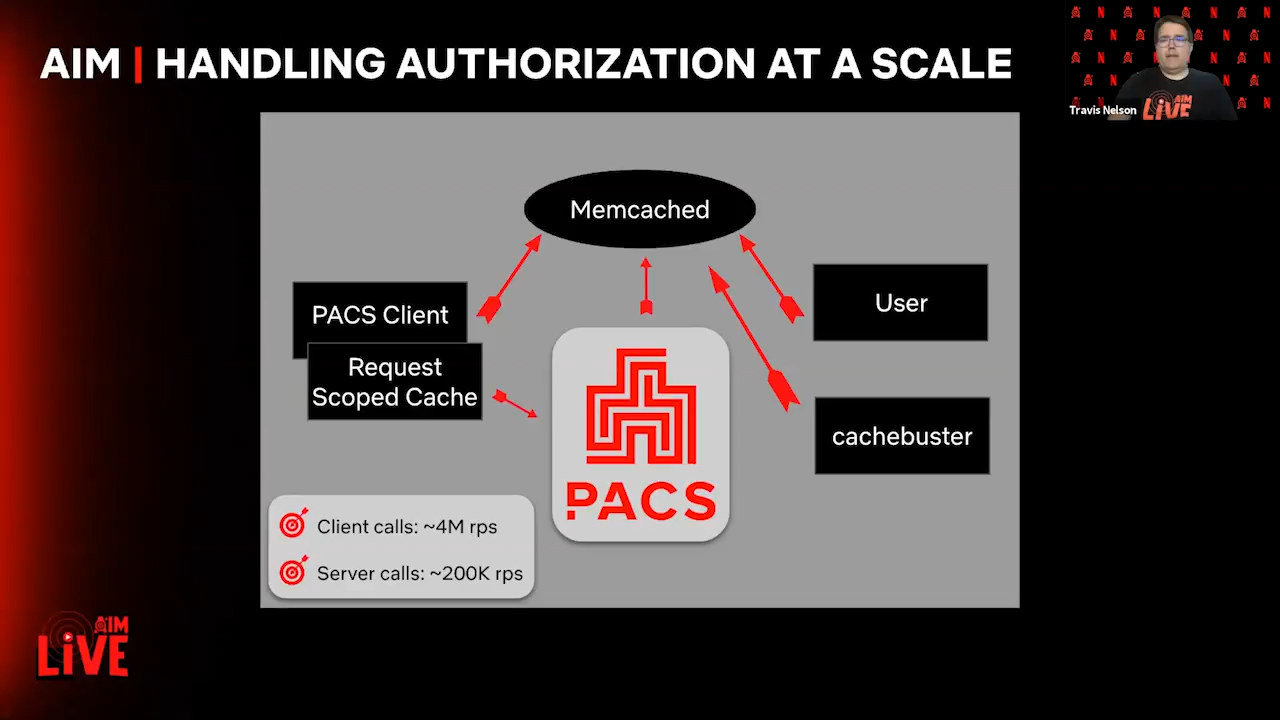 AIM | HANDLING AUTHORIZATION AT A SCALE
Travis Nelson
AIM
LIVE
Memcached
PACS Client
Request
Scoped Cache
User
cachebuster
PACS
Client calls: ~4M rps
Server calls: ~200K rps
AIM
LIVE